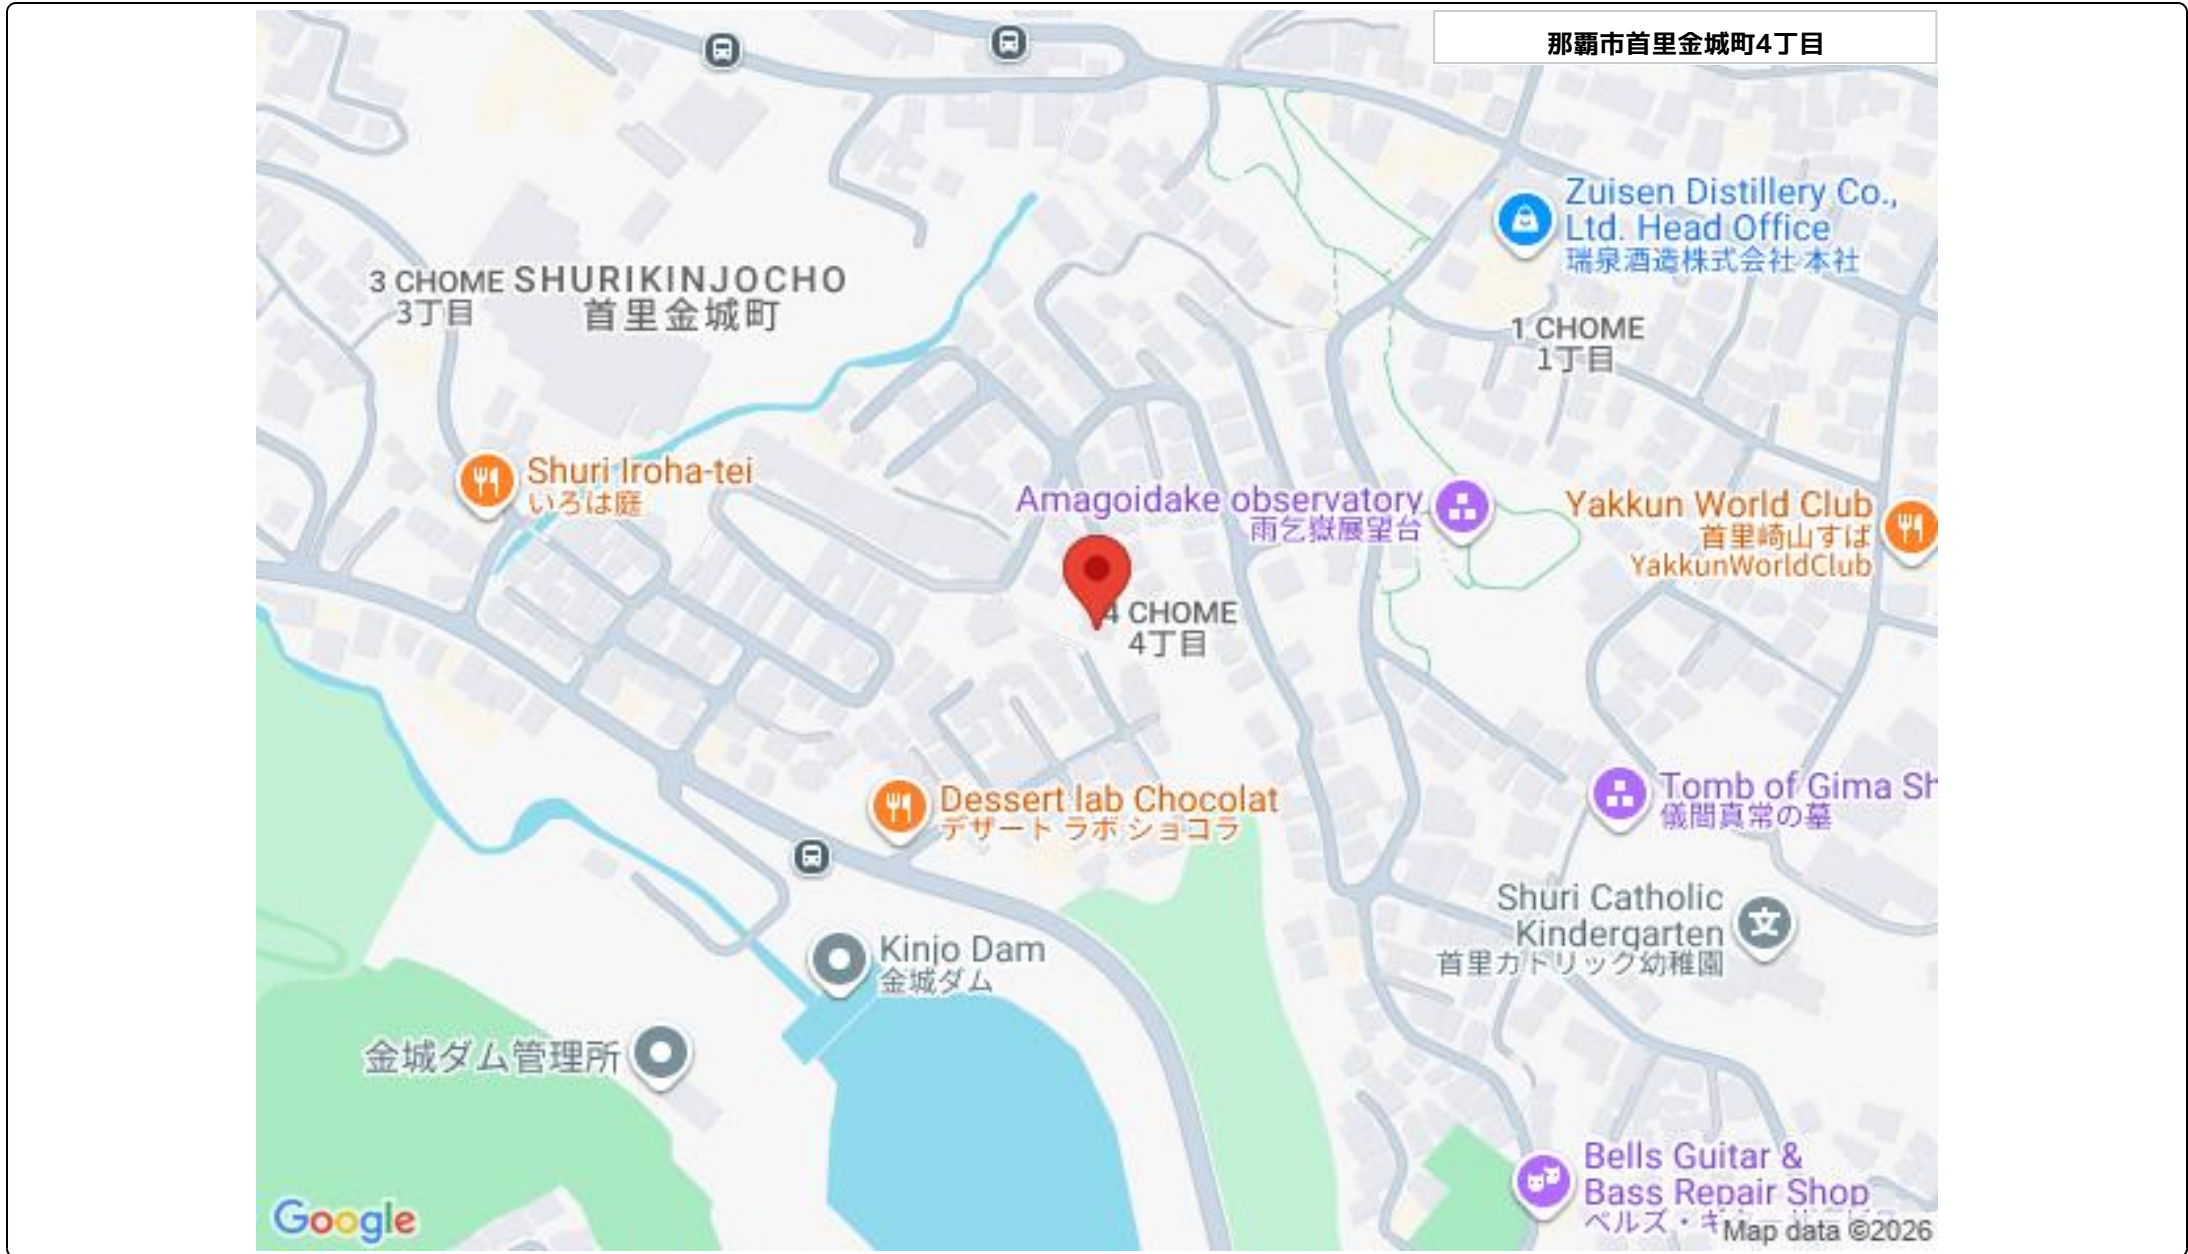 那覇市首里金城町4丁目
Zuisen Distillery Co.,
Ltd. Head Office
瑞泉酒造株式会社 本社
3 CHOME
3丁目
SHURIKINJOCHO
首里金城町
1 CHOME
1丁目
Shuri Iroha-tei
いろは庭
Amagoidake observatory
雨乞嶽展望台
Yakkun World Club
首里崎山すば
YakkunWorldClub
4 CHOME
4丁目
Dessert lab Chocolat
デザート ラボ ショコラ
Tomb of Gima Sh
儀間真常の墓
Shuri Catholic
Kindergarten
首里カトリック幼稚園
文
Kinjo Dam
金城ダム
金城ダム管理所
Bells Guitar &
Bass Repair Shop
ベルズ・ギ
Google
Map data ©2026